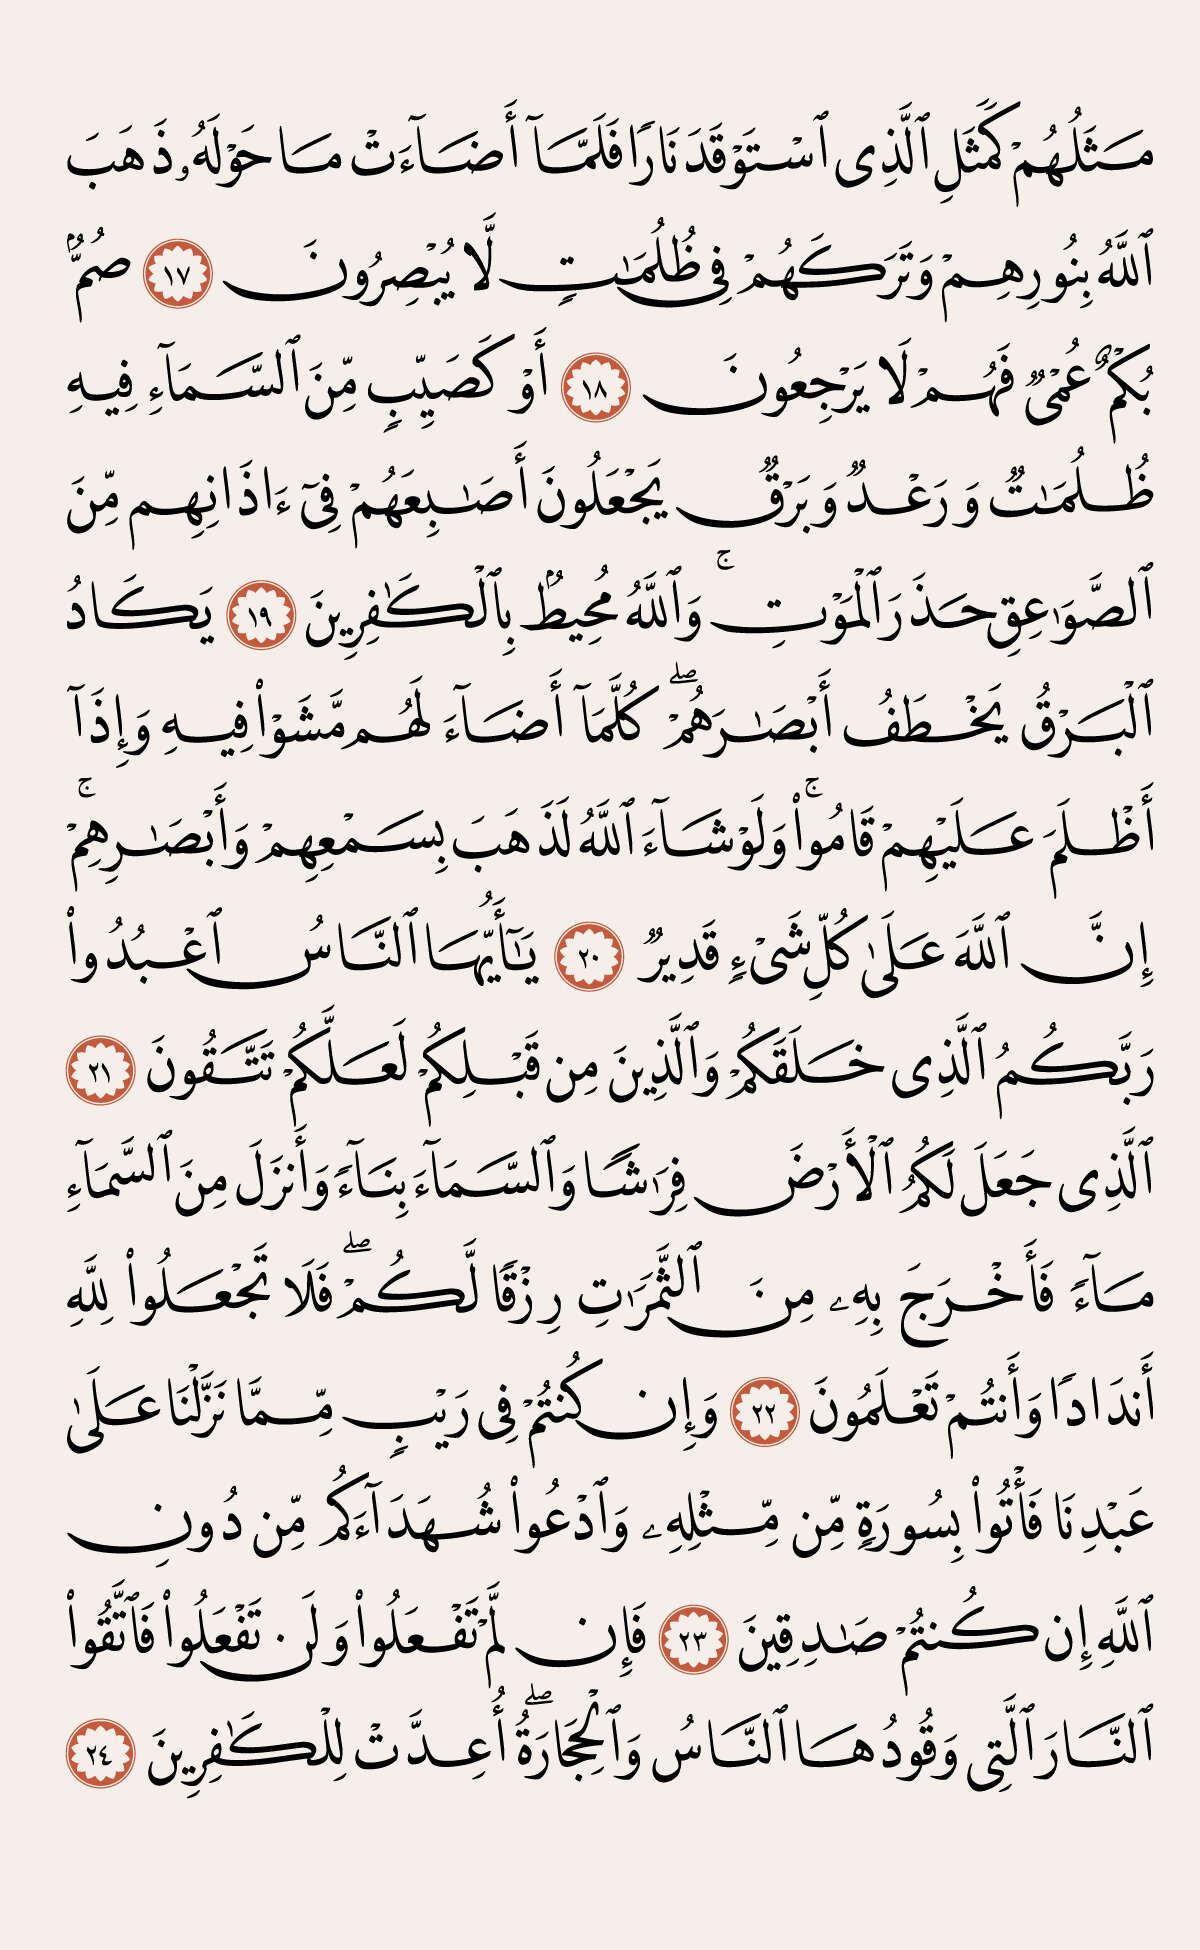 مَثَلُهُمْ كَمَثَلِ ٱلَّذِى ٱسْتَوْقَدَ نَارًا فَلَمَّآ أَضَآءَتْ مَا حَوْلَهُۥ ذَهَبَ
ٱللَّهُ بِنُورِهِمْ وَتَرَكَهُمْ فِى ظُلُمَـٰتٍ لَّا يُبْصِرُونَ ١٧ صُمٌّۢ
بُكْمٌ عُمْىٌ فَهُمْ لَا يَرْجِعُونَ ١٨ أَوْ كَصَيِّبٍ مِّنَ ٱلسَّمَآءِ فِيهِ
ظُلُمَـٰتٌ وَرَعْدٌ وَبَرْقٌ يَجْعَلُونَ أَصَـٰبِعَهُمْ فِىٓ ءَاذَانِهِم مِّنَ
ٱلصَّوَٰعِقِ حَذَرَ ٱلْمَوْتِ ۚ وَٱللَّهُ مُحِيطٌۢ بِٱلْكَـٰفِرِينَ ١٩ يَكَادُ
ٱلْبَرْقُ يَخْطَفُ أَبْصَـٰرَهُمْ ۖ كُلَّمَآ أَضَآءَ لَهُم مَّشَوْا۟ فِيهِ وَإِذَآ
أَظْلَمَ عَلَيْهِمْ قَامُوا۟ ۚ وَلَوْ شَآءَ ٱللَّهُ لَذَهَبَ بِسَمْعِهِمْ وَأَبْصَـٰرِهِمْ ۚ
إِنَّ ٱللَّهَ عَلَىٰ كُلِّ شَىْءٍ قَدِيرٌ ٢٠ يَـٰٓأَيُّهَا ٱلنَّاسُ ٱعْبُدُوا۟
رَبَّكُمُ ٱلَّذِى خَلَقَكُمْ وَٱلَّذِينَ مِن قَبْلِكُمْ لَعَلَّكُمْ تَتَّقُونَ ٢١
ٱلَّذِى جَعَلَ لَكُمُ ٱلْأَرْضَ فِرَٰشًا وَٱلسَّمَآءَ بِنَآءً وَأَنزَلَ مِنَ ٱلسَّمَآءِ
مَآءً فَأَخْرَجَ بِهِۦ مِنَ ٱلثَّمَرَٰتِ رِزْقًا لَّكُمْ ۖ فَلَا تَجْعَلُوا۟ لِلَّهِ
أَندَادًا وَأَنتُمْ تَعْلَمُونَ ٢٢ وَإِن كُنتُمْ فِى رَيْبٍ مِّمَّا نَزَّلْنَا عَلَىٰ
عَبْدِنَا فَأْتُوا۟ بِسُورَةٍ مِّن مِّثْلِهِۦ وَٱدْعُوا۟ شُهَدَآءَكُم مِّن دُونِ
ٱللَّهِ إِن كُنتُمْ صَـٰدِقِينَ ٢٣ فَإِن لَّمْ تَفْعَلُوا۟ وَلَن تَفْعَلُوا۟ فَٱتَّقُوا۟
ٱلنَّارَ ٱلَّتِى وَقُودُهَا ٱلنَّاسُ وَٱلْحِجَارَةُ ۖ أُعِدَّتْ لِلْكَـٰفِرِينَ ٢٤